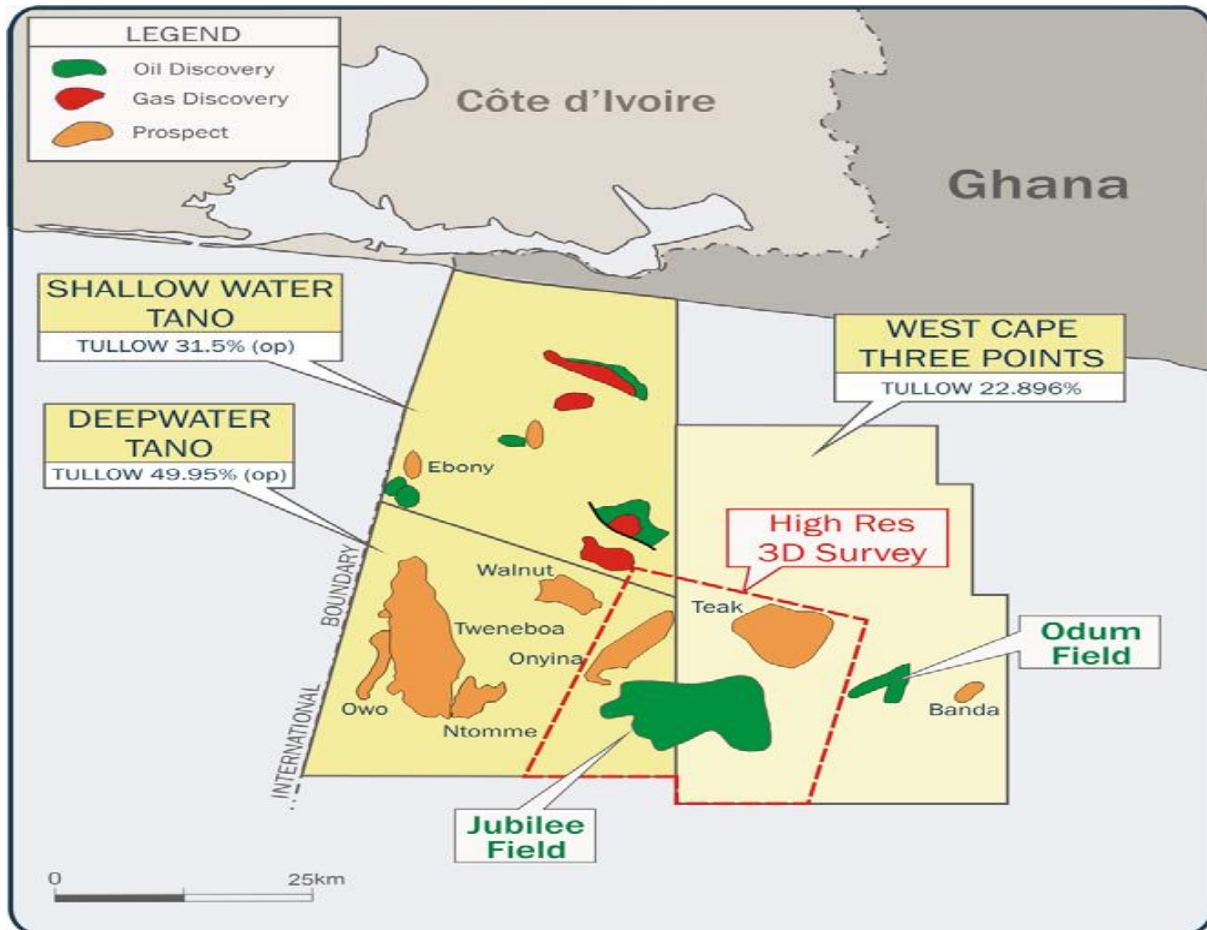 LEGEND
Oil Discovery
Gas Discovery
Prospect
Côte d'Ivoire
Ghana
SHALLOW WATER
TANO
TULLOW 31.5% (op)
WEST CAPE
THREE POINTS
TULLOW 22.896%
DEEPWATER
TANO
TULLOW 49.95% (op)
Ebony
High Res
3D Survey
Walnut
Teak
Tweneboa
Onyina
Odum
Field
Owo
Ntomme
Banda
INTERNATIONAL BOUNDARY
Jubilee
Field
0 25km